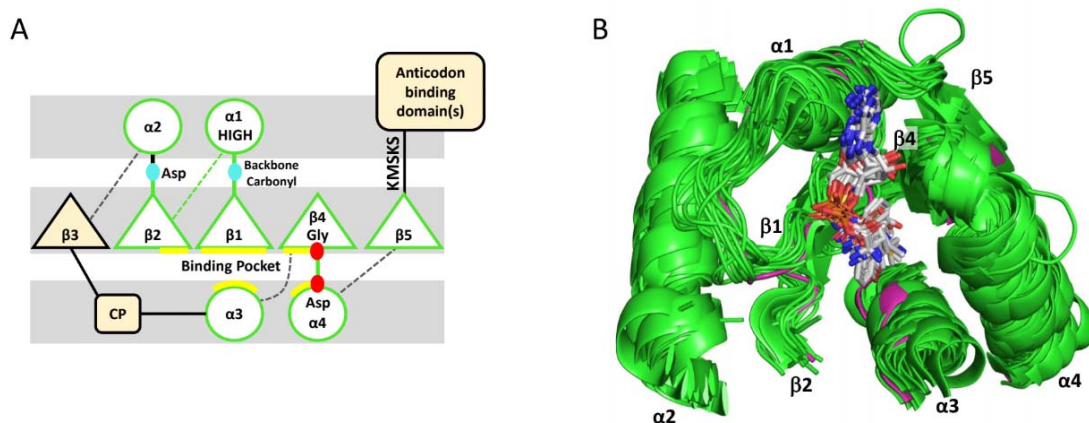 A
Anticodon
binding
domain(s)
α2
α1
HIGH
KMSKS
Asp
Backbone
Carbonyl
β3
β2
β1
β4
Gly
β5
Binding Pocket
CP
α3
Asp
α4
B
α1
β5
β4
β1
β2
α2
α3
α4